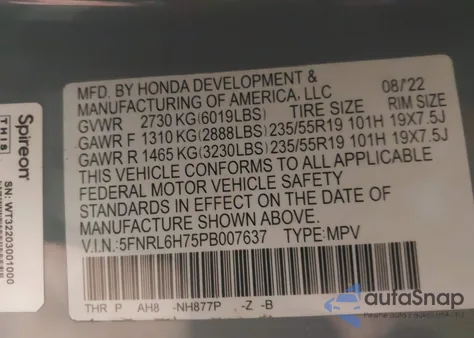 MFD. BY HONDA DEVELOPMENT &
MANUFACTURING OF AMERICA, LLC 08/22
GVWR 2730 KG(6019LBS) TIRE SIZE RIM SIZE
GAWR F 1310 KG(2888LBS) 235/55R19 101H 19X7.5J
GAWR R 1465 KG(3230LBS) 235/55R19 101H 19X7.5J
THIS VEHICLE CONFORMS TO ALL APPLICABLE
FEDERAL MOTOR VEHICLE SAFETY
STANDARDS IN EFFECT ON THE DATE OF
MANUFACTURE SHOWN ABOVE.
V.I.N.:5FNRL6H75PB007637 TYPE:MPV
THR P AH8 -NH877P -Z -B
Spireon
THIS
SN: WT32203001000
autoSnap